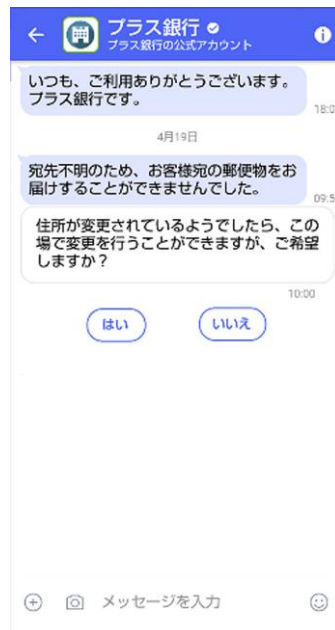 プラス銀行
プラス銀行の公式アカウント
いつも、ご利用ありがとうございます。
プラス銀行です。
18:0
4月19日
宛先不明のため、お客様宛の郵便物をお
届けすることができませんでした。
09:5
住所が変更されているようでしたら、この
場で変更を行うことができますが、ご希望
しますか？
10:00
はい
いいえ
メッセージを入力